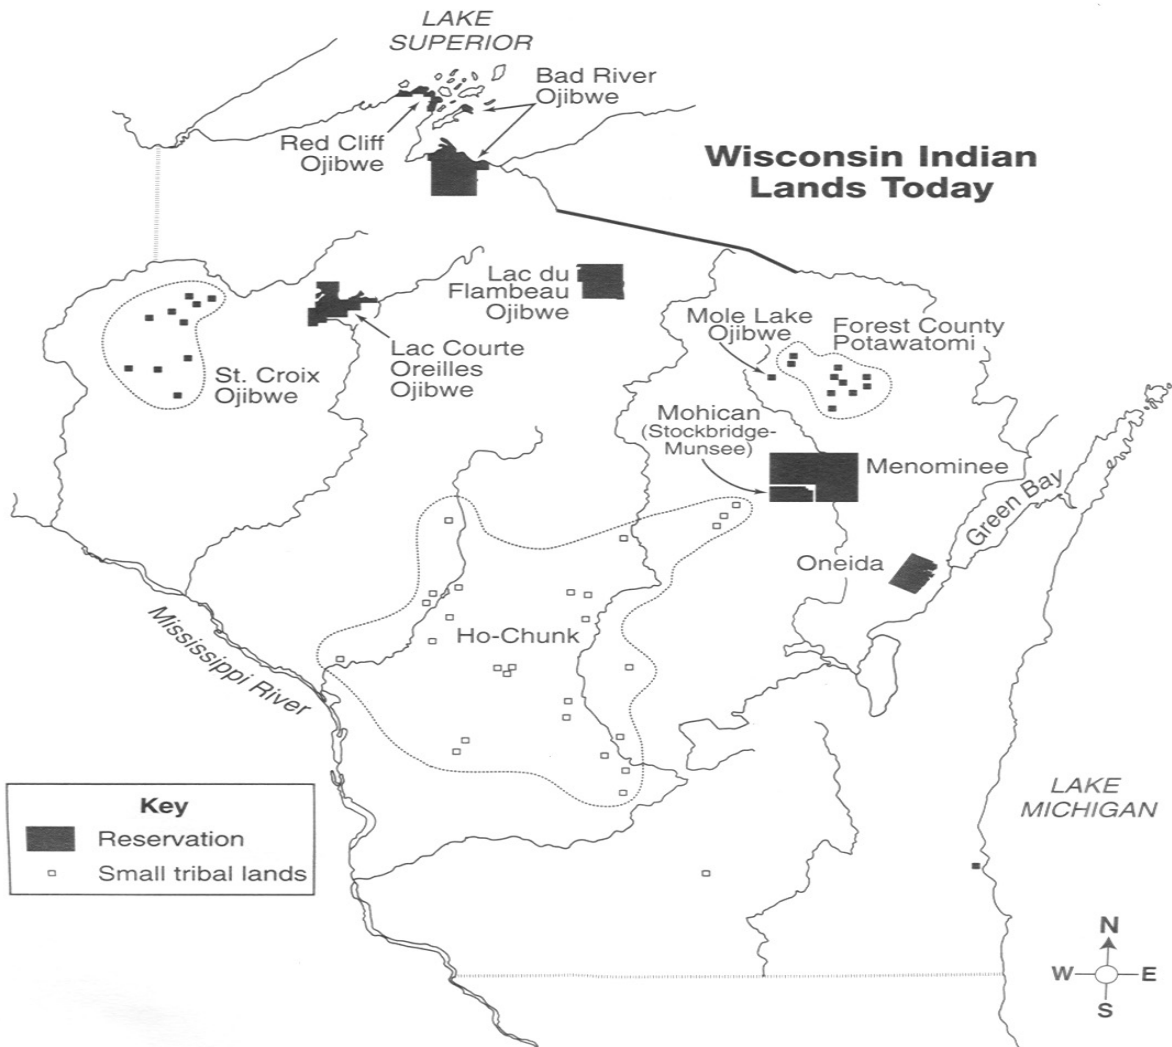 LAKE
SUPERIOR
Bad River
Ojibwe
Red Cliff
Ojibwe
Wisconsin Indian
Lands Today
Lac du
Flambeau
Ojibwe
Mole Lake
Ojibwe
Forest County
Potawatomi
Lac Courte
Oreilles
Ojibwe
St. Croix
Ojibwe
Mohican
(Stockbridge-
Munsee)
Menominee
Green Bay
Oneida
Ho-Chunk
Mississippi River
Key
Reservation
Small tribal lands
LAKE
MICHIGAN
N
W
E
S